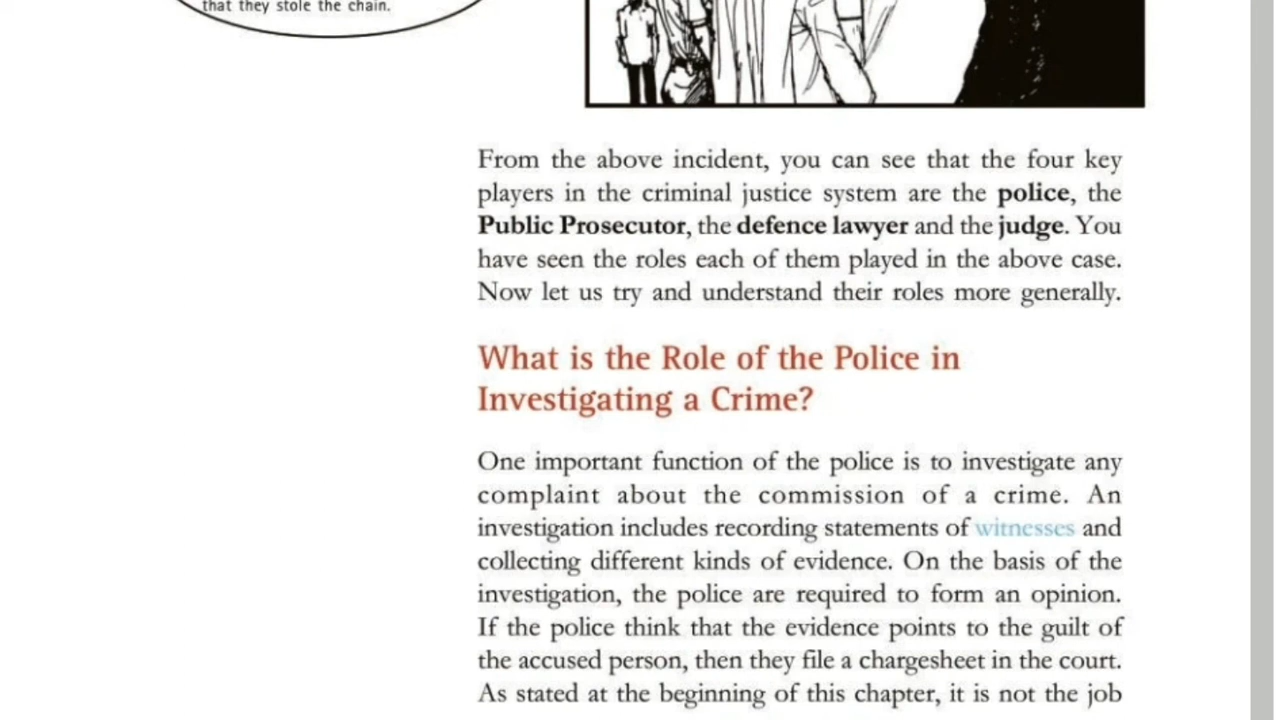 that they stole the chain.
From the above incident, you can see that the four key
players in the criminal justice system are the police, the
Public Prosecutor, the defence lawyer and the judge. You
have seen the roles each of them played in the above case.
Now let us try and understand their roles more generally.
What is the Role of the Police in
Investigating a Crime?
One important function of the police is to investigate any
complaint about the commission of a crime. An
investigation includes recording statements of witnesses and
collecting different kinds of evidence. On the basis of the
investigation, the police are required to form an opinion.
If the police think that the evidence points to the guilt of
the accused person, then they file a chargesheet in the court.
As stated at the beginning of this chapter, it is not the job